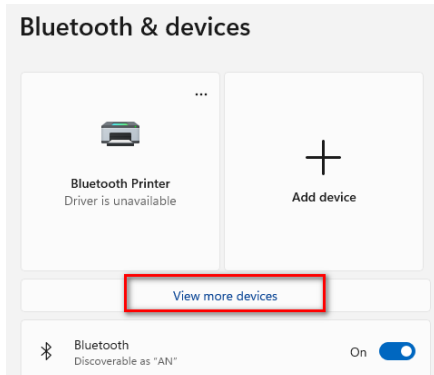 Bluetooth & devices
...
Bluetooth Printer
Driver is unavailable
Add device
View more devices
Bluetooth
Discoverable as "AN"
On